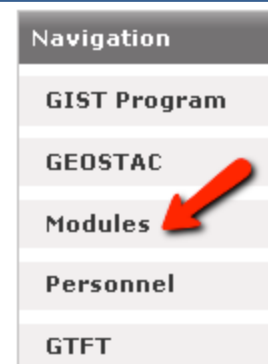 Navigation
GIST Program
GEOSTAC
Modules
Personnel
GTFT